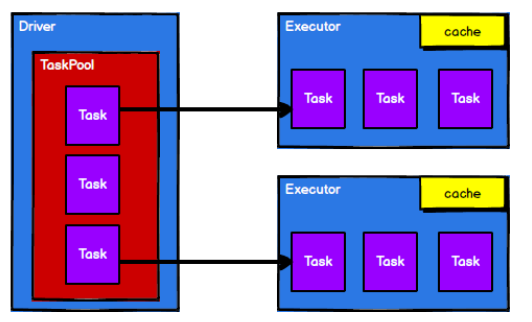 Driver
TaskPool
Task
Task
Task
Executor
cache
Task
Task
Task
Executor
cache
Task
Task
Task